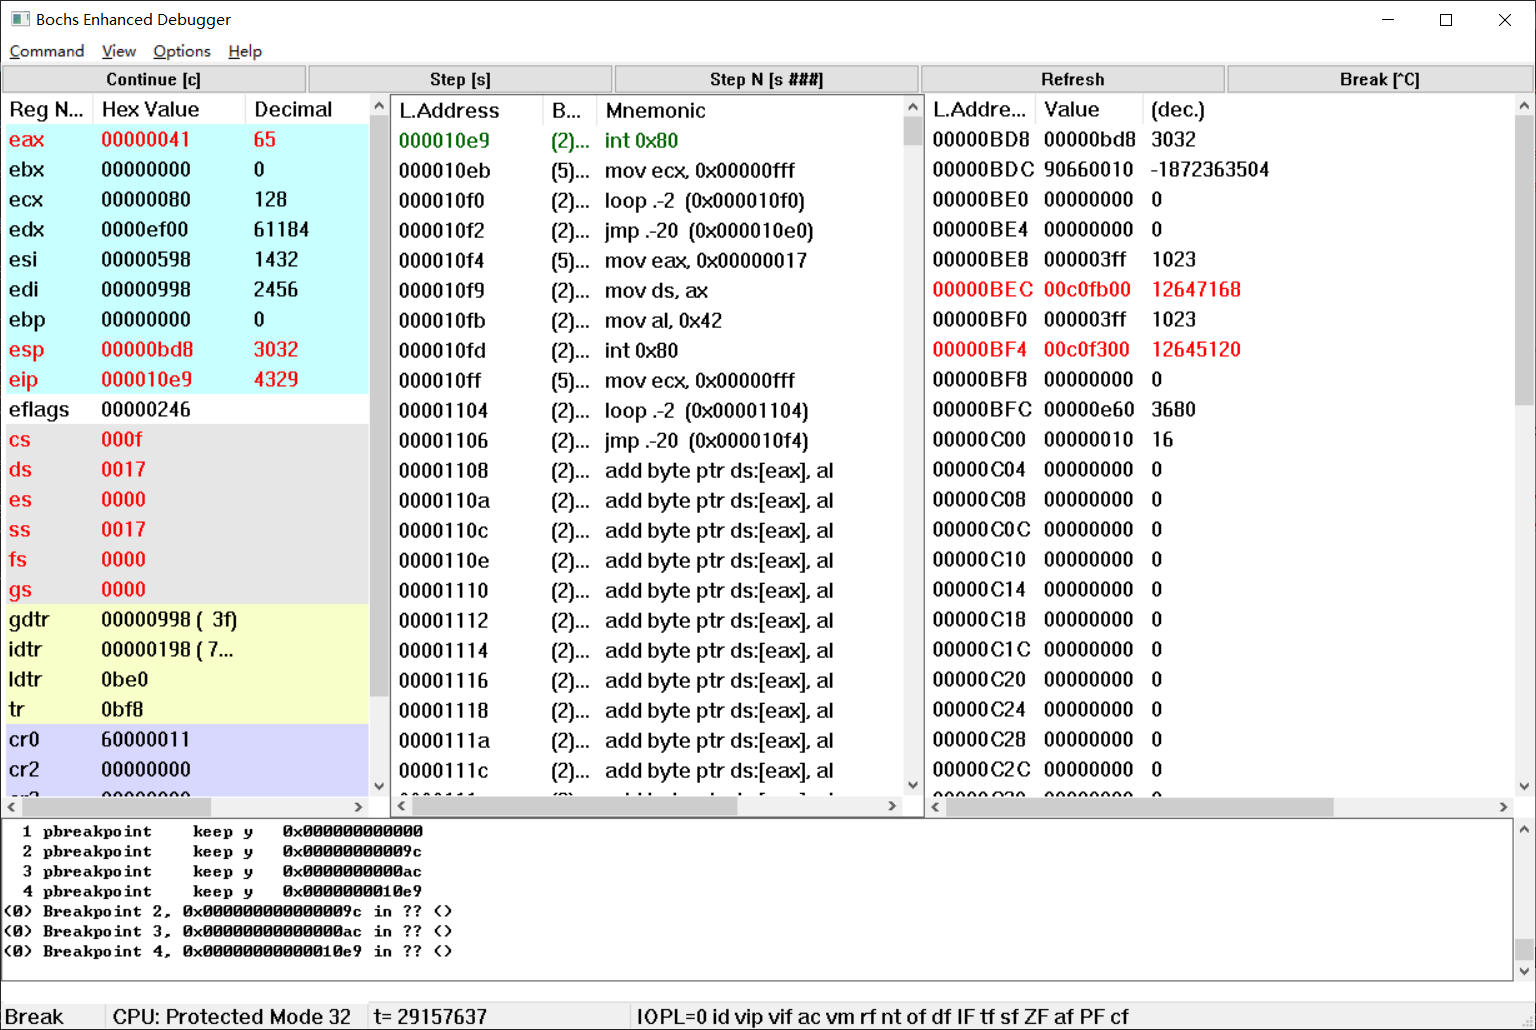 Bochs Enhanced Debugger
Command View Options Help
Continue [c] Step [s] Step N [s ###] Refresh Break [^C]
Reg N... Hex Value Decimal
eax 00000041 65
ebx 00000000 0
ecx 00000080 128
edx 0000ef00 61184
esi 00000598 1432
edi 00000998 2456
ebp 00000000 0
esp 00000bd8 3032
eip 000010e9 4329
eflags 00000246
cs 000f
ds 0017
es 0000
ss 0017
fs 0000
gs 0000
gdtr 00000998 ( 3f)
idtr 00000198 ( 7...
ldtr 0be0
tr 0bf8
cr0 60000011
cr2 00000000
L.Address B... Mnemonic
000010e9 (2)... int 0x80
000010eb (5)... mov ecx, 0x00000fff
000010f0 (2)... loop .-2 (0x000010f0)
000010f2 (2)... jmp .-20 (0x000010e0)
000010f4 (5)... mov eax, 0x00000017
000010f9 (2)... mov ds, ax
000010fb (2)... mov al, 0x42
000010fd (2)... int 0x80
000010ff (5)... mov ecx, 0x00000fff
00001104 (2)... loop .-2 (0x00001104)
00001106 (2)... jmp .-20 (0x000010f4)
00001108 (2)... add byte ptr ds:[eax], al
0000110a (2)... add byte ptr ds:[eax], al
0000110c (2)... add byte ptr ds:[eax], al
0000110e (2)... add byte ptr ds:[eax], al
00001110 (2)... add byte ptr ds:[eax], al
00001112 (2)... add byte ptr ds:[eax], al
00001114 (2)... add byte ptr ds:[eax], al
00001116 (2)... add byte ptr ds:[eax], al
00001118 (2)... add byte ptr ds:[eax], al
0000111a (2)... add byte ptr ds:[eax], al
0000111c (2)... add byte ptr ds:[eax], al
L.Addre... Value (dec.)
00000BD8 00000bd8 3032
00000BDC 90660010 -1872363504
00000BE0 00000000 0
00000BE4 00000000 0
00000BE8 000003ff 1023
00000BEC 00c0fb00 12647168
00000BF0 000003ff 1023
00000BF4 00c0f300 12645120
00000BF8 00000000 0
00000BFC 00000e60 3680
00000C00 00000010 16
00000C04 00000000 0
00000C08 00000000 0
00000C0C 00000000 0
00000C10 00000000 0
00000C14 00000000 0
00000C18 00000000 0
00000C1C 00000000 0
00000C20 00000000 0
00000C24 00000000 0
00000C28 00000000 0
00000C2C 00000000 0
1 pbreakpoint keep y 0x000000000000
2 pbreakpoint keep y 0x00000000009c
3 pbreakpoint keep y 0x0000000000ac
4 pbreakpoint keep y 0x0000000010e9
(0) Breakpoint 2, 0x000000000000009c in ?? ()
(0) Breakpoint 3, 0x00000000000000ac in ?? ()
(0) Breakpoint 4, 0x00000000000010e9 in ?? ()
Break CPU: Protected Mode 32 t= 29157637 IOPL=0 id vip vif ac vm rf nt of df IF tf sf ZF af PF cf